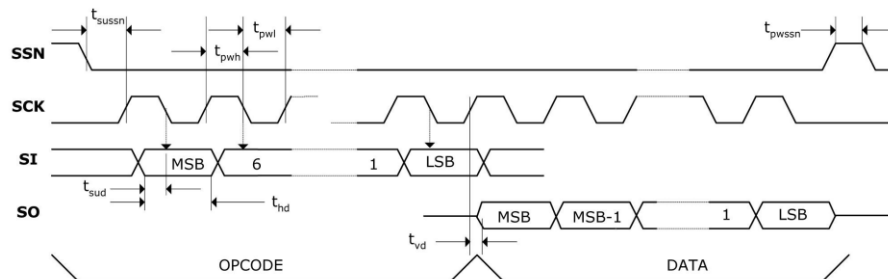 t_sussn
t_pwl
t_pwh
t_pwssn
SSN
SCK
SI
MSB
6
1
LSB
t_sud
t_hd
SO
MSB
MSB-1
1
LSB
t_vd
OPCODE
DATA